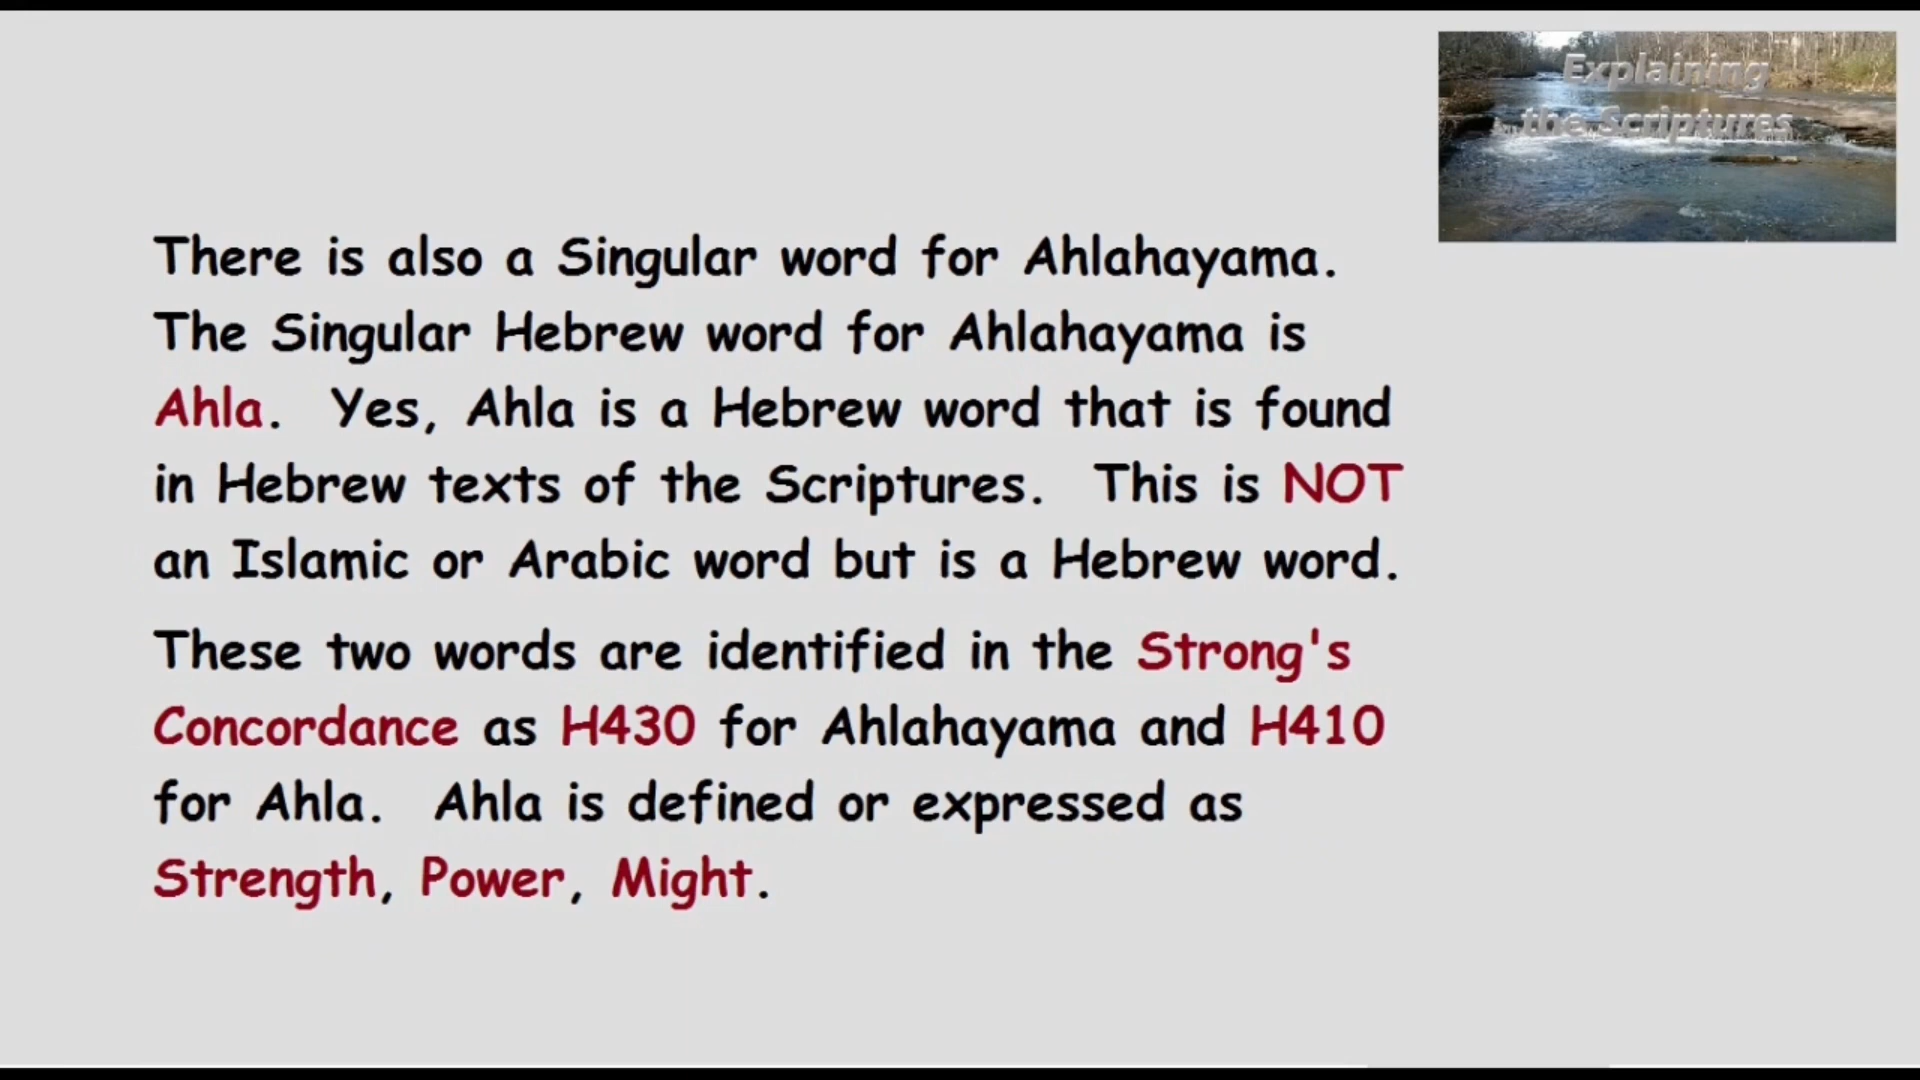 Explaining
the Scriptures
There is also a Singular word for Ahlahayama.
The Singular Hebrew word for Ahlahayama is
Ahla.  Yes, Ahla is a Hebrew word that is found
in Hebrew texts of the Scriptures.  This is NOT
an Islamic or Arabic word but is a Hebrew word.
These two words are identified in the Strong's
Concordance as H430 for Ahlahayama and H410
for Ahla.  Ahla is defined or expressed as
Strength, Power, Might.